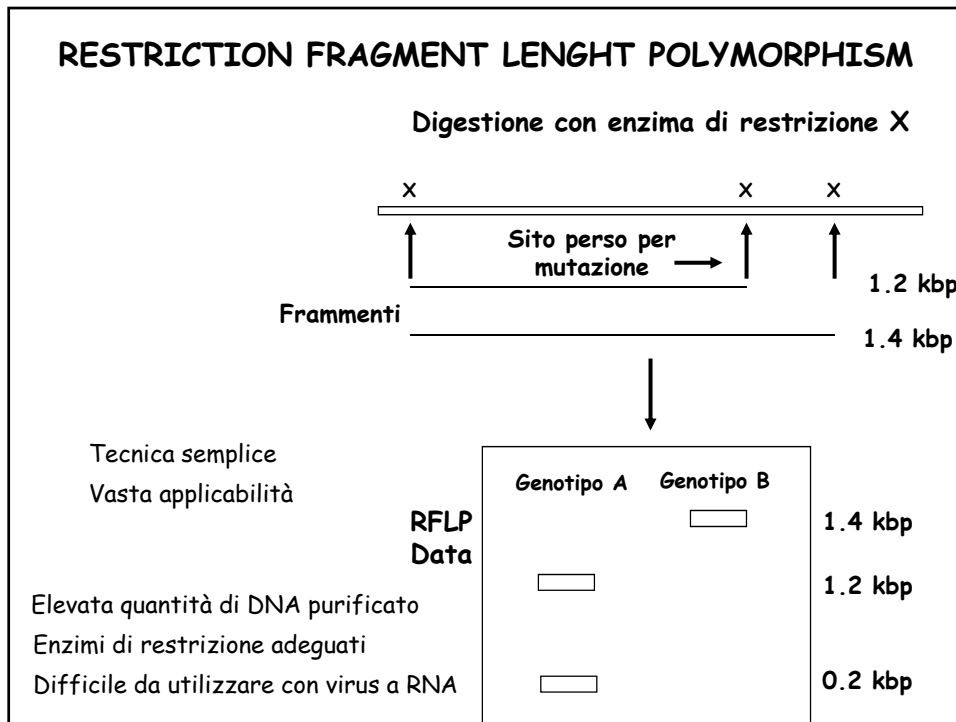 RESTRICTION FRAGMENT LENGHT POLYMORPHISM
Digestione con enzima di restrizione X
x x x
Sito perso per
mutazione
1.2 kbp
Frammenti
1.4 kbp
Tecnica semplice
Vasta applicabilità
Genotipo A Genotipo B
RFLP
Data
1.4 kbp
1.2 kbp
Elevata quantità di DNA purificato
Enzimi di restrizione adeguati
Difficile da utilizzare con virus a RNA
0.2 kbp